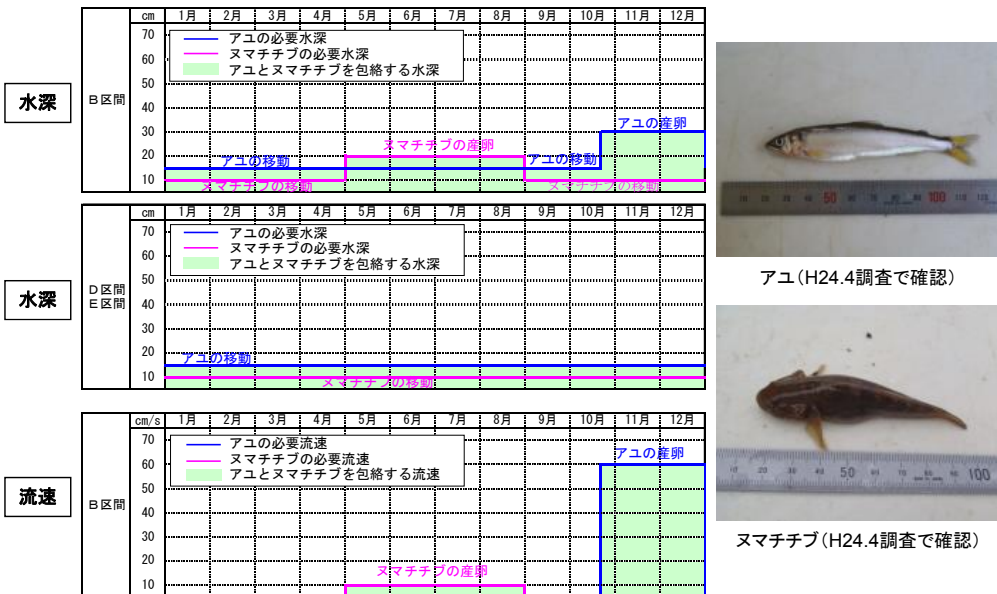 水深
B区間
cm 1月 2月 3月 4月 5月 6月 7月 8月 9月 10月 11月 12月
70
60
50
40
30
20
10
アユの必要水深
ヌマチチブの必要水深
アユとヌマチチブを包絡する水深
アユの産卵
ヌマチチブの産卵
アユの移動
アユの移動
ヌマチチブの移動
ヌマチチブの移動
水深
D区間
E区間
cm 1月 2月 3月 4月 5月 6月 7月 8月 9月 10月 11月 12月
70
60
50
40
30
20
10
アユの必要水深
ヌマチチブの必要水深
アユとヌマチチブを包絡する水深
アユの移動
ヌマチチブの移動
流速
B区間
cm/s 1月 2月 3月 4月 5月 6月 7月 8月 9月 10月 11月 12月
70
60
50
40
30
20
10
アユの必要流速
ヌマチチブの必要流速
アユとヌマチチブを包絡する流速
アユの産卵
ヌマチチブの産卵
50 100
アユ(H24.4調査で確認)
50 100
ヌマチチブ(H24.4調査で確認)